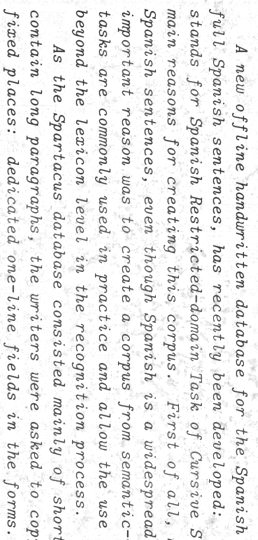 A new offline handwritten database for the Spanish
full Spanish sentences, has recently been developed:
stands for Spanish Restricted-domain Task of Cursive S
main reasons for creating this corpus. First of all,
Spanish sentences, even though Spanish is a widespread
important reason was to create a corpus from semantic-
tasks are commonly used in practice and allow the use
beyond the lexicon level in the recognition process.
As the Spartacus database consisted mainly of short
contain long paragraphs, the writers were asked to cop
fixed places: dedicated one-line fields in the forms.